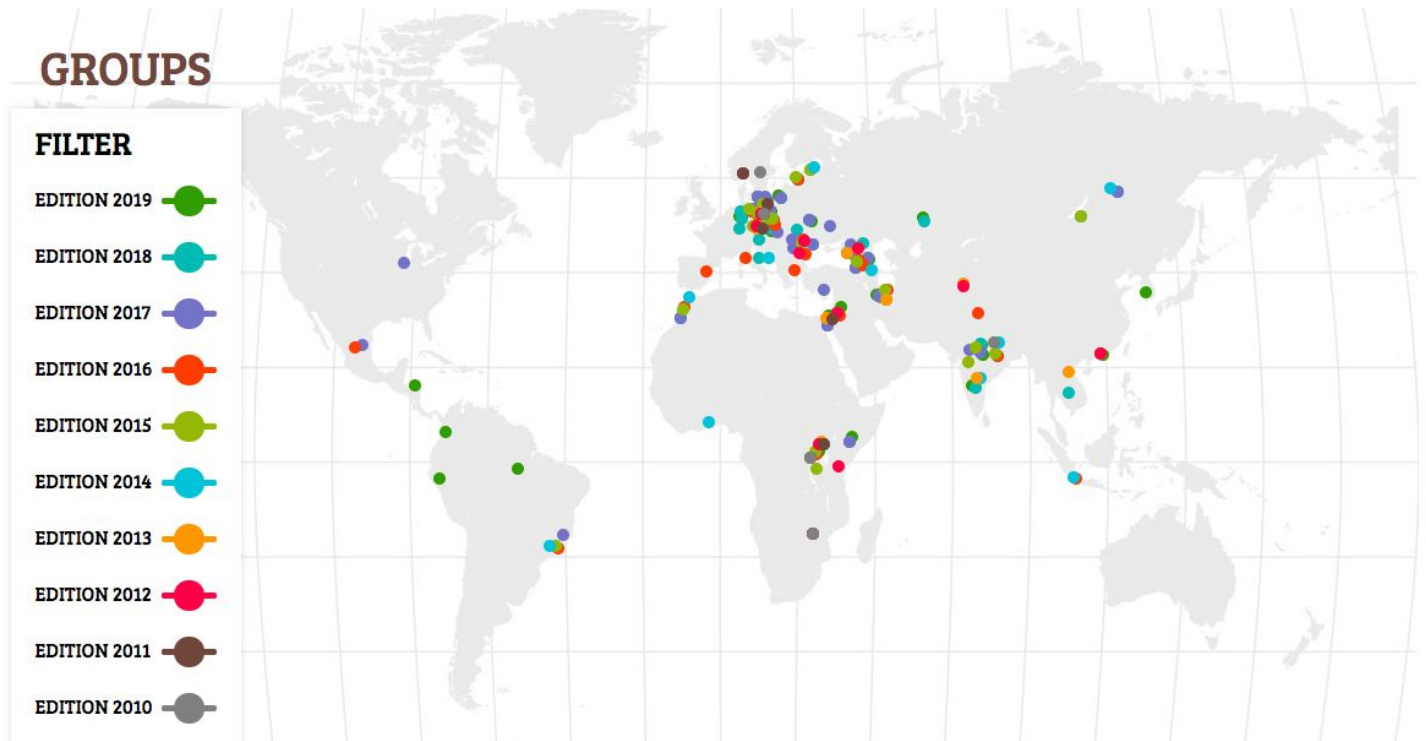 GROUPS
FILTER
EDITION 2019
EDITION 2018
EDITION 2017
EDITION 2016
EDITION 2015
EDITION 2014
EDITION 2013
EDITION 2012
EDITION 2011
EDITION 2010